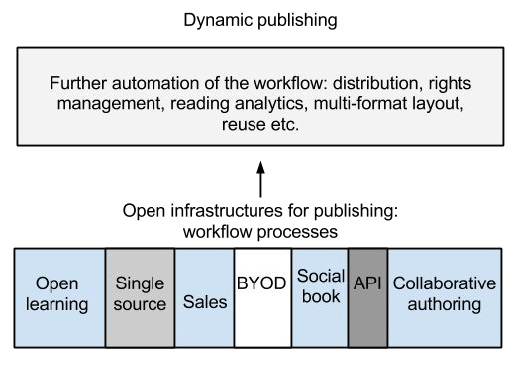 Dynamic publishing
Further automation of the workflow: distribution, rights
management, reading analytics, multi-format layout,
reuse etc.
Open infrastructures for publishing:
workflow processes
Open
learning
Single
source
Sales
BYOD
Social
book
API
Collaborative
authoring